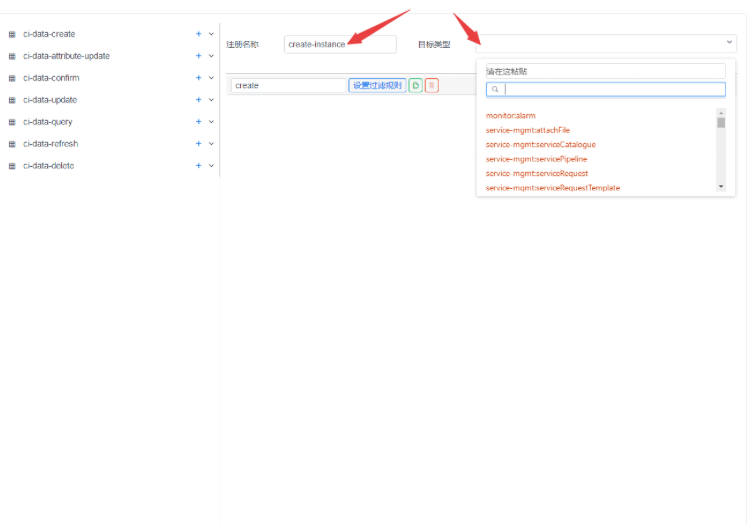 ci-data-create
ci-data-attribute-update
ci-data-confirm
ci-data-update
ci-data-query
ci-data-refresh
ci-data-delete
注册名称 create-instance 目标类型
create 设置过滤规则
请在这粘贴
monitor:alarm
service-mgmt:attachFile
service-mgmt:serviceCatalogue
service-mgmt:servicePipeline
service-mgmt:serviceRequest
service-mgmt:serviceRequestTemplate